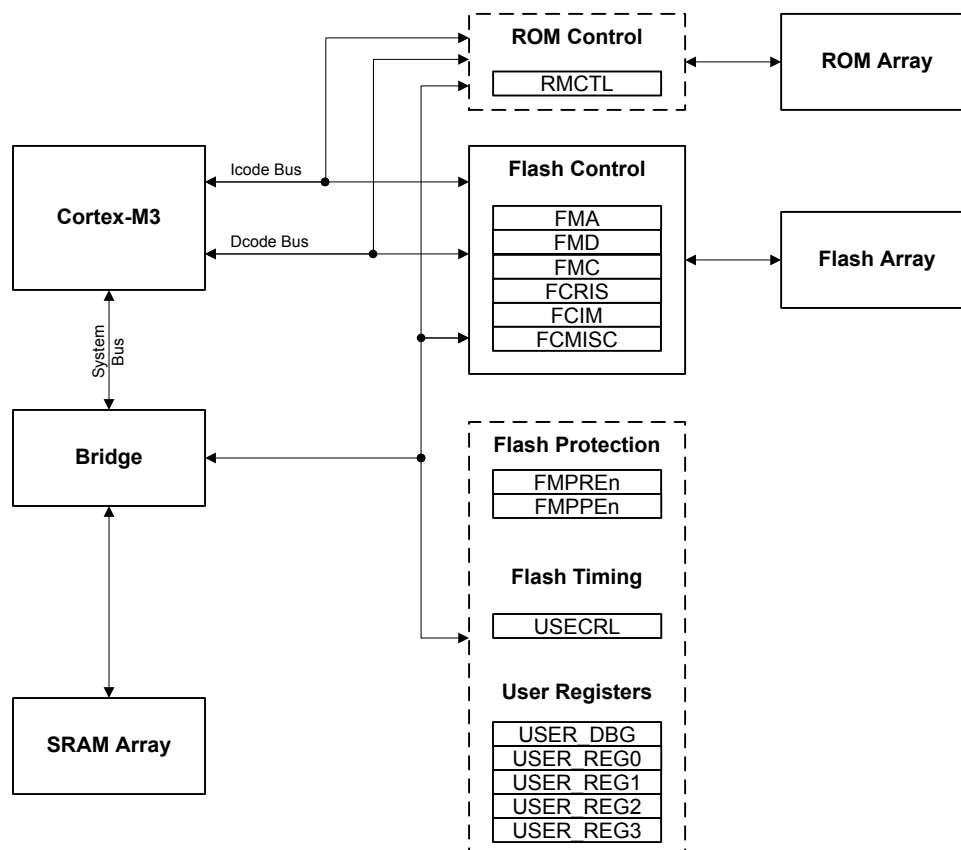 ROM Control
RMCTL
ROM Array
Cortex-M3
Icode Bus
Dcode Bus
Flash Control
FMA
FMD
FMC
FCRIS
FCIM
FCMISC
Flash Array
System
Bus
Bridge
Flash Protection
FMPREn
FMPPEn
Flash Timing
USECRL
User Registers
USER_DBG
USER_REG0
USER_REG1
USER_REG2
USER_REG3
SRAM Array